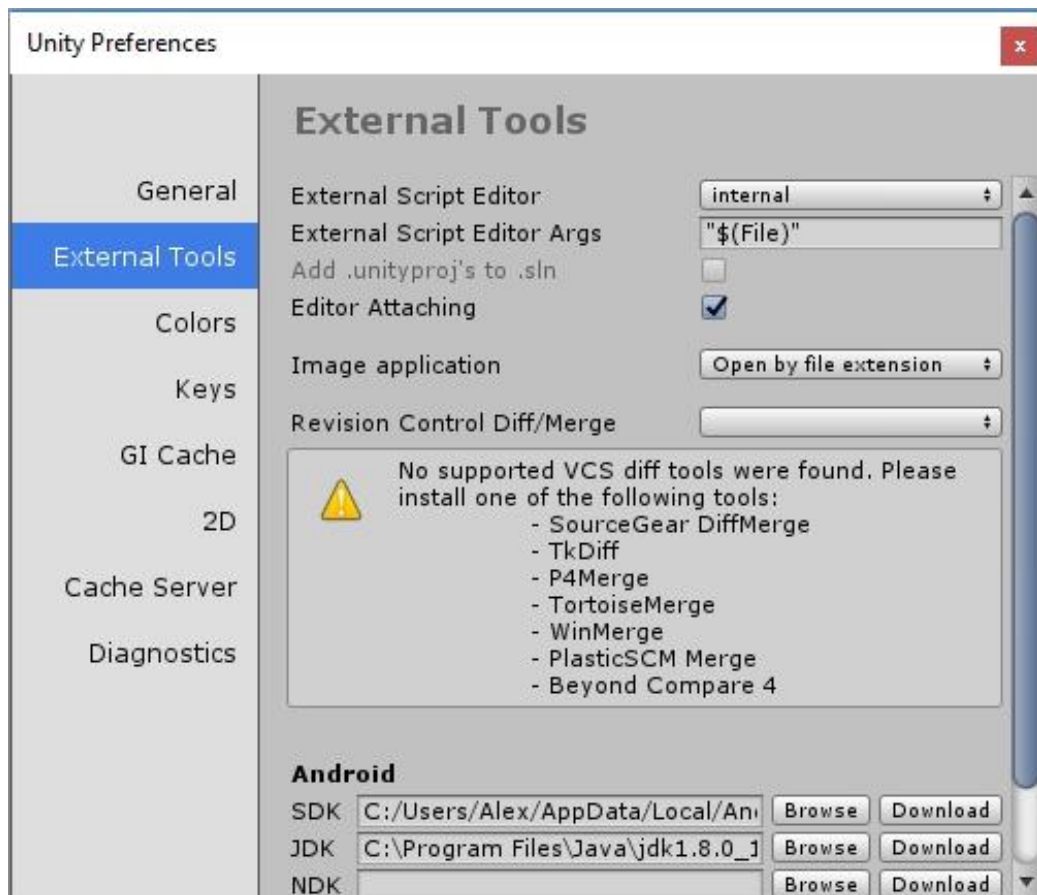 Unity Preferences
x
External Tools
General
External Tools
Colors
Keys
GI Cache
2D
Cache Server
Diagnostics
External Script Editor internal
External Script Editor Args "$(File)"
Add .unityproj's to .sln
Editor Attaching
Image application Open by file extension
Revision Control Diff/Merge
No supported VCS diff tools were found. Please
install one of the following tools:
- SourceGear DiffMerge
- TkDiff
- P4Merge
- TortoiseMerge
- WinMerge
- PlasticSCM Merge
- Beyond Compare 4
Android
SDK C:/Users/Alex/AppData/Local/An Browse Download
JDK C:\Program Files\Java\jdk1.8.0_1 Browse Download
NDK Browse Download